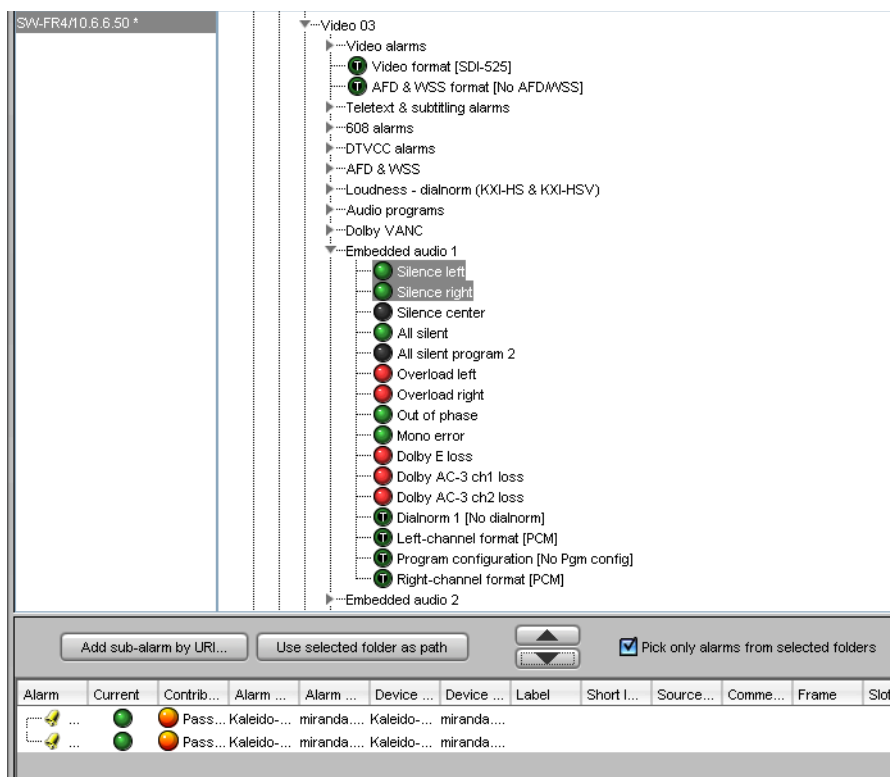 SW-FR4/10.6.6.50 *
Video 03
Video alarms
T Video format [SDI-525]
T AFD & WSS format [No AFD/WSS]
Teletext & subtitling alarms
608 alarms
DTVCC alarms
AFD & WSS
Loudness - dialnorm (KXI-HS & KXI-HSV)
Audio programs
Dolby VANC
Embedded audio 1
Silence left
Silence right
Silence center
All silent
All silent program 2
Overload left
Overload right
Out of phase
Mono error
Dolby E loss
Dolby AC-3 ch1 loss
Dolby AC-3 ch2 loss
T Dialnorm 1 [No dialnorm]
T Left-channel format [PCM]
T Program configuration [No Pgm config]
T Right-channel format [PCM]
Embedded audio 2
Add sub-alarm by URI... Use selected folder as path Pick only alarms from selected folders
Alarm Current Contrib... Alarm ... Alarm ... Device ... Device ... Label Short l... Source... Comme... Frame Slot
... Pass... Kaleido-... miranda.... Kaleido-... miranda....
... Pass... Kaleido-... miranda.... Kaleido-... miranda....